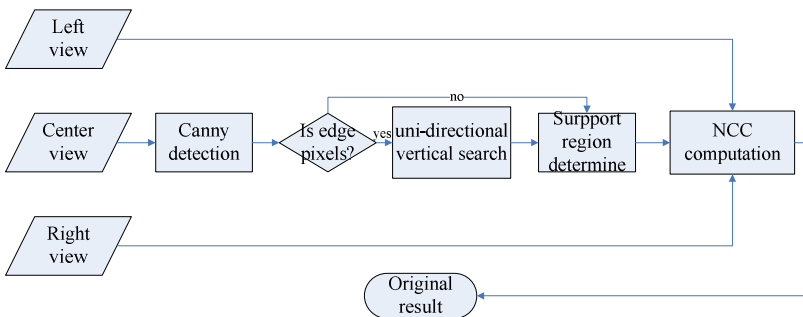 Left
view
no
Center
view
Canny
detection
Is edge
pixels?
yes
uni-directional
vertical search
Surpport
region
determine
NCC
computation
Right
view
Original
result